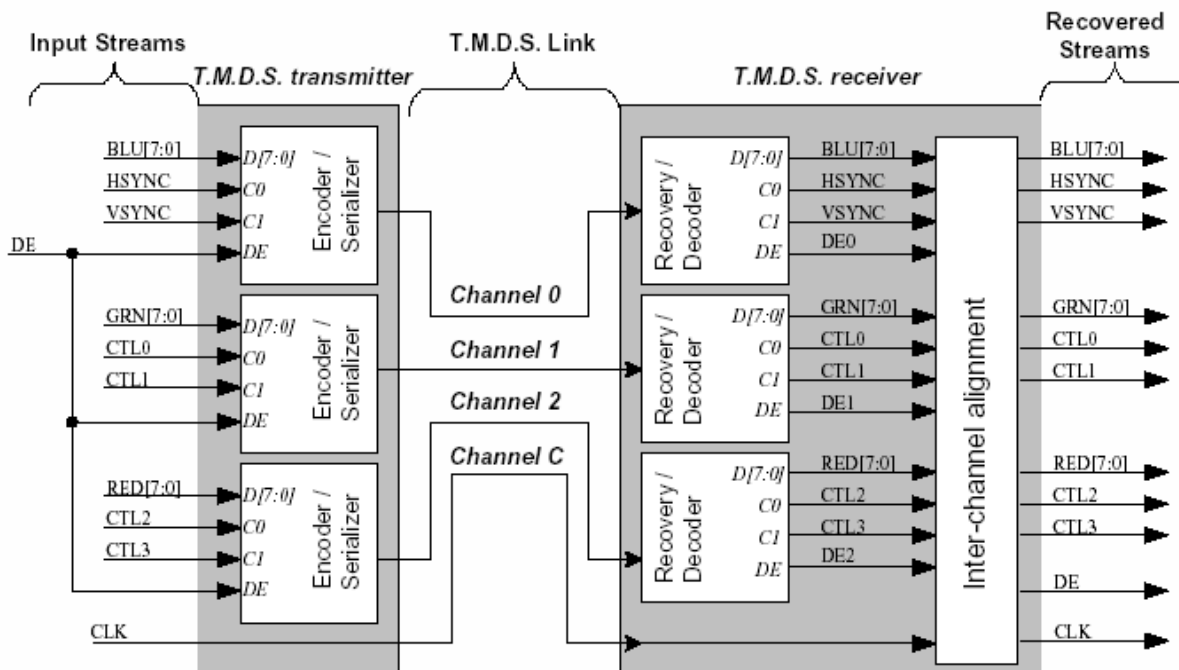 Input Streams
T.M.D.S. Link
Recovered
Streams
T.M.D.S. transmitter
T.M.D.S. receiver
BLU[7:0]
HSYNC
VSYNC
DE
D[7:0]
C0
C1
DE
Encoder /
Serializer
GRN[7:0]
CTL0
CTL1
D[7:0]
C0
C1
DE
Encoder /
Serializer
RED[7:0]
CTL2
CTL3
D[7:0]
C0
C1
DE
Encoder /
Serializer
CLK
Channel 0
Channel 1
Channel 2
Channel C
Recovery /
Decoder
D[7:0]
C0
C1
DE
BLU[7:0]
HSYNC
VSYNC
DE0
Recovery /
Decoder
D[7:0]
C0
C1
DE
GRN[7:0]
CTL0
CTL1
DE1
Recovery /
Decoder
D[7:0]
C0
C1
DE
RED[7:0]
CTL2
CTL3
DE2
Inter-channel alignment
BLU[7:0]
HSYNC
VSYNC
GRN[7:0]
CTL0
CTL1
RED[7:0]
CTL2
CTL3
DE
CLK